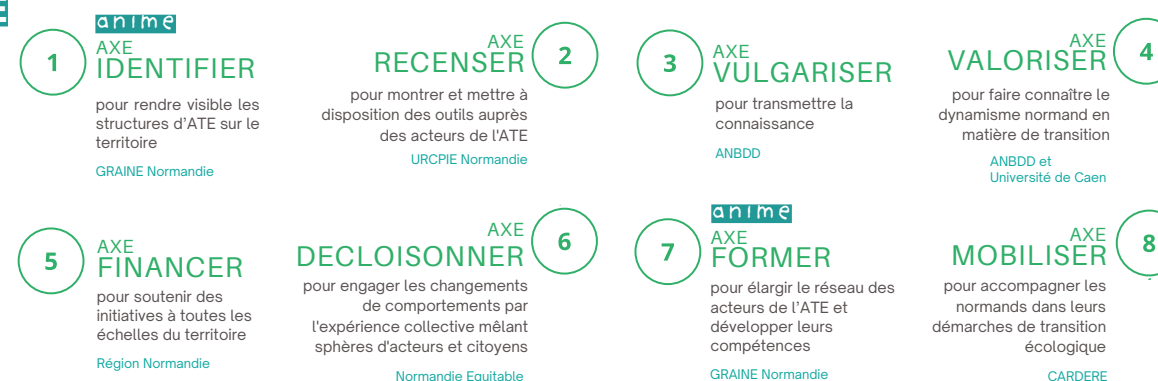 anime
1
AXE
IDENTIFIER
pour rendre visible les
structures d'ATE sur le
territoire
GRAINE Normandie
AXE
RECENSER
2
pour montrer et mettre à
disposition des outils auprès
des acteurs de l'ATE
URCPIE Normandie
3
AXE
VULGARISER
pour transmettre la
connaissance
ANBDD
AXE
VALORISER
4
pour faire connaître le
dynamisme normand en
matière de transition
ANBDD et
Université de Caen
5
AXE
FINANCER
pour soutenir des
initiatives à toutes les
échelles du territoire
Région Normandie
AXE
DECLOISONNER
6
pour engager les changements
de comportements par
l'expérience collective mêlant
sphères d'acteurs et citoyens
Normandie Equitable
anime
7
AXE
FORMER
pour élargir le réseau des
acteurs de l'ATE et
développer leurs
compétences
GRAINE Normandie
AXE
MOBILISER
8
pour accompagner les
normands dans leurs
démarches de transition
écologique
CARDERE